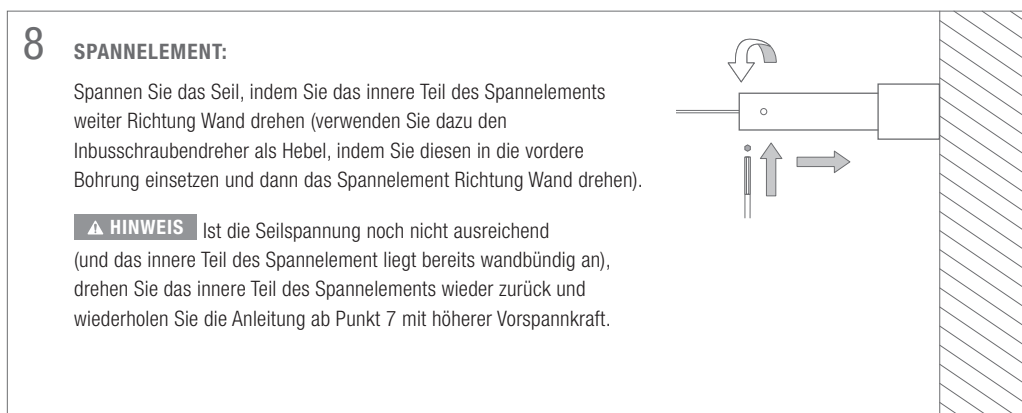 8 SPANNELEMENT:
Spannen Sie das Seil, indem Sie das innere Teil des Spannelements
weiter Richtung Wand drehen (verwenden Sie dazu den
Inbusschraubendreher als Hebel, indem Sie diesen in die vordere
Bohrung einsetzen und dann das Spannelement Richtung Wand drehen).
HINWEIS Ist die Seilspannung noch nicht ausreichend
(und das innere Teil des Spannelement liegt bereits wandbündig an),
drehen Sie das innere Teil des Spannelements wieder zurück und
wiederholen Sie die Anleitung ab Punkt 7 mit höherer Vorspannkraft.